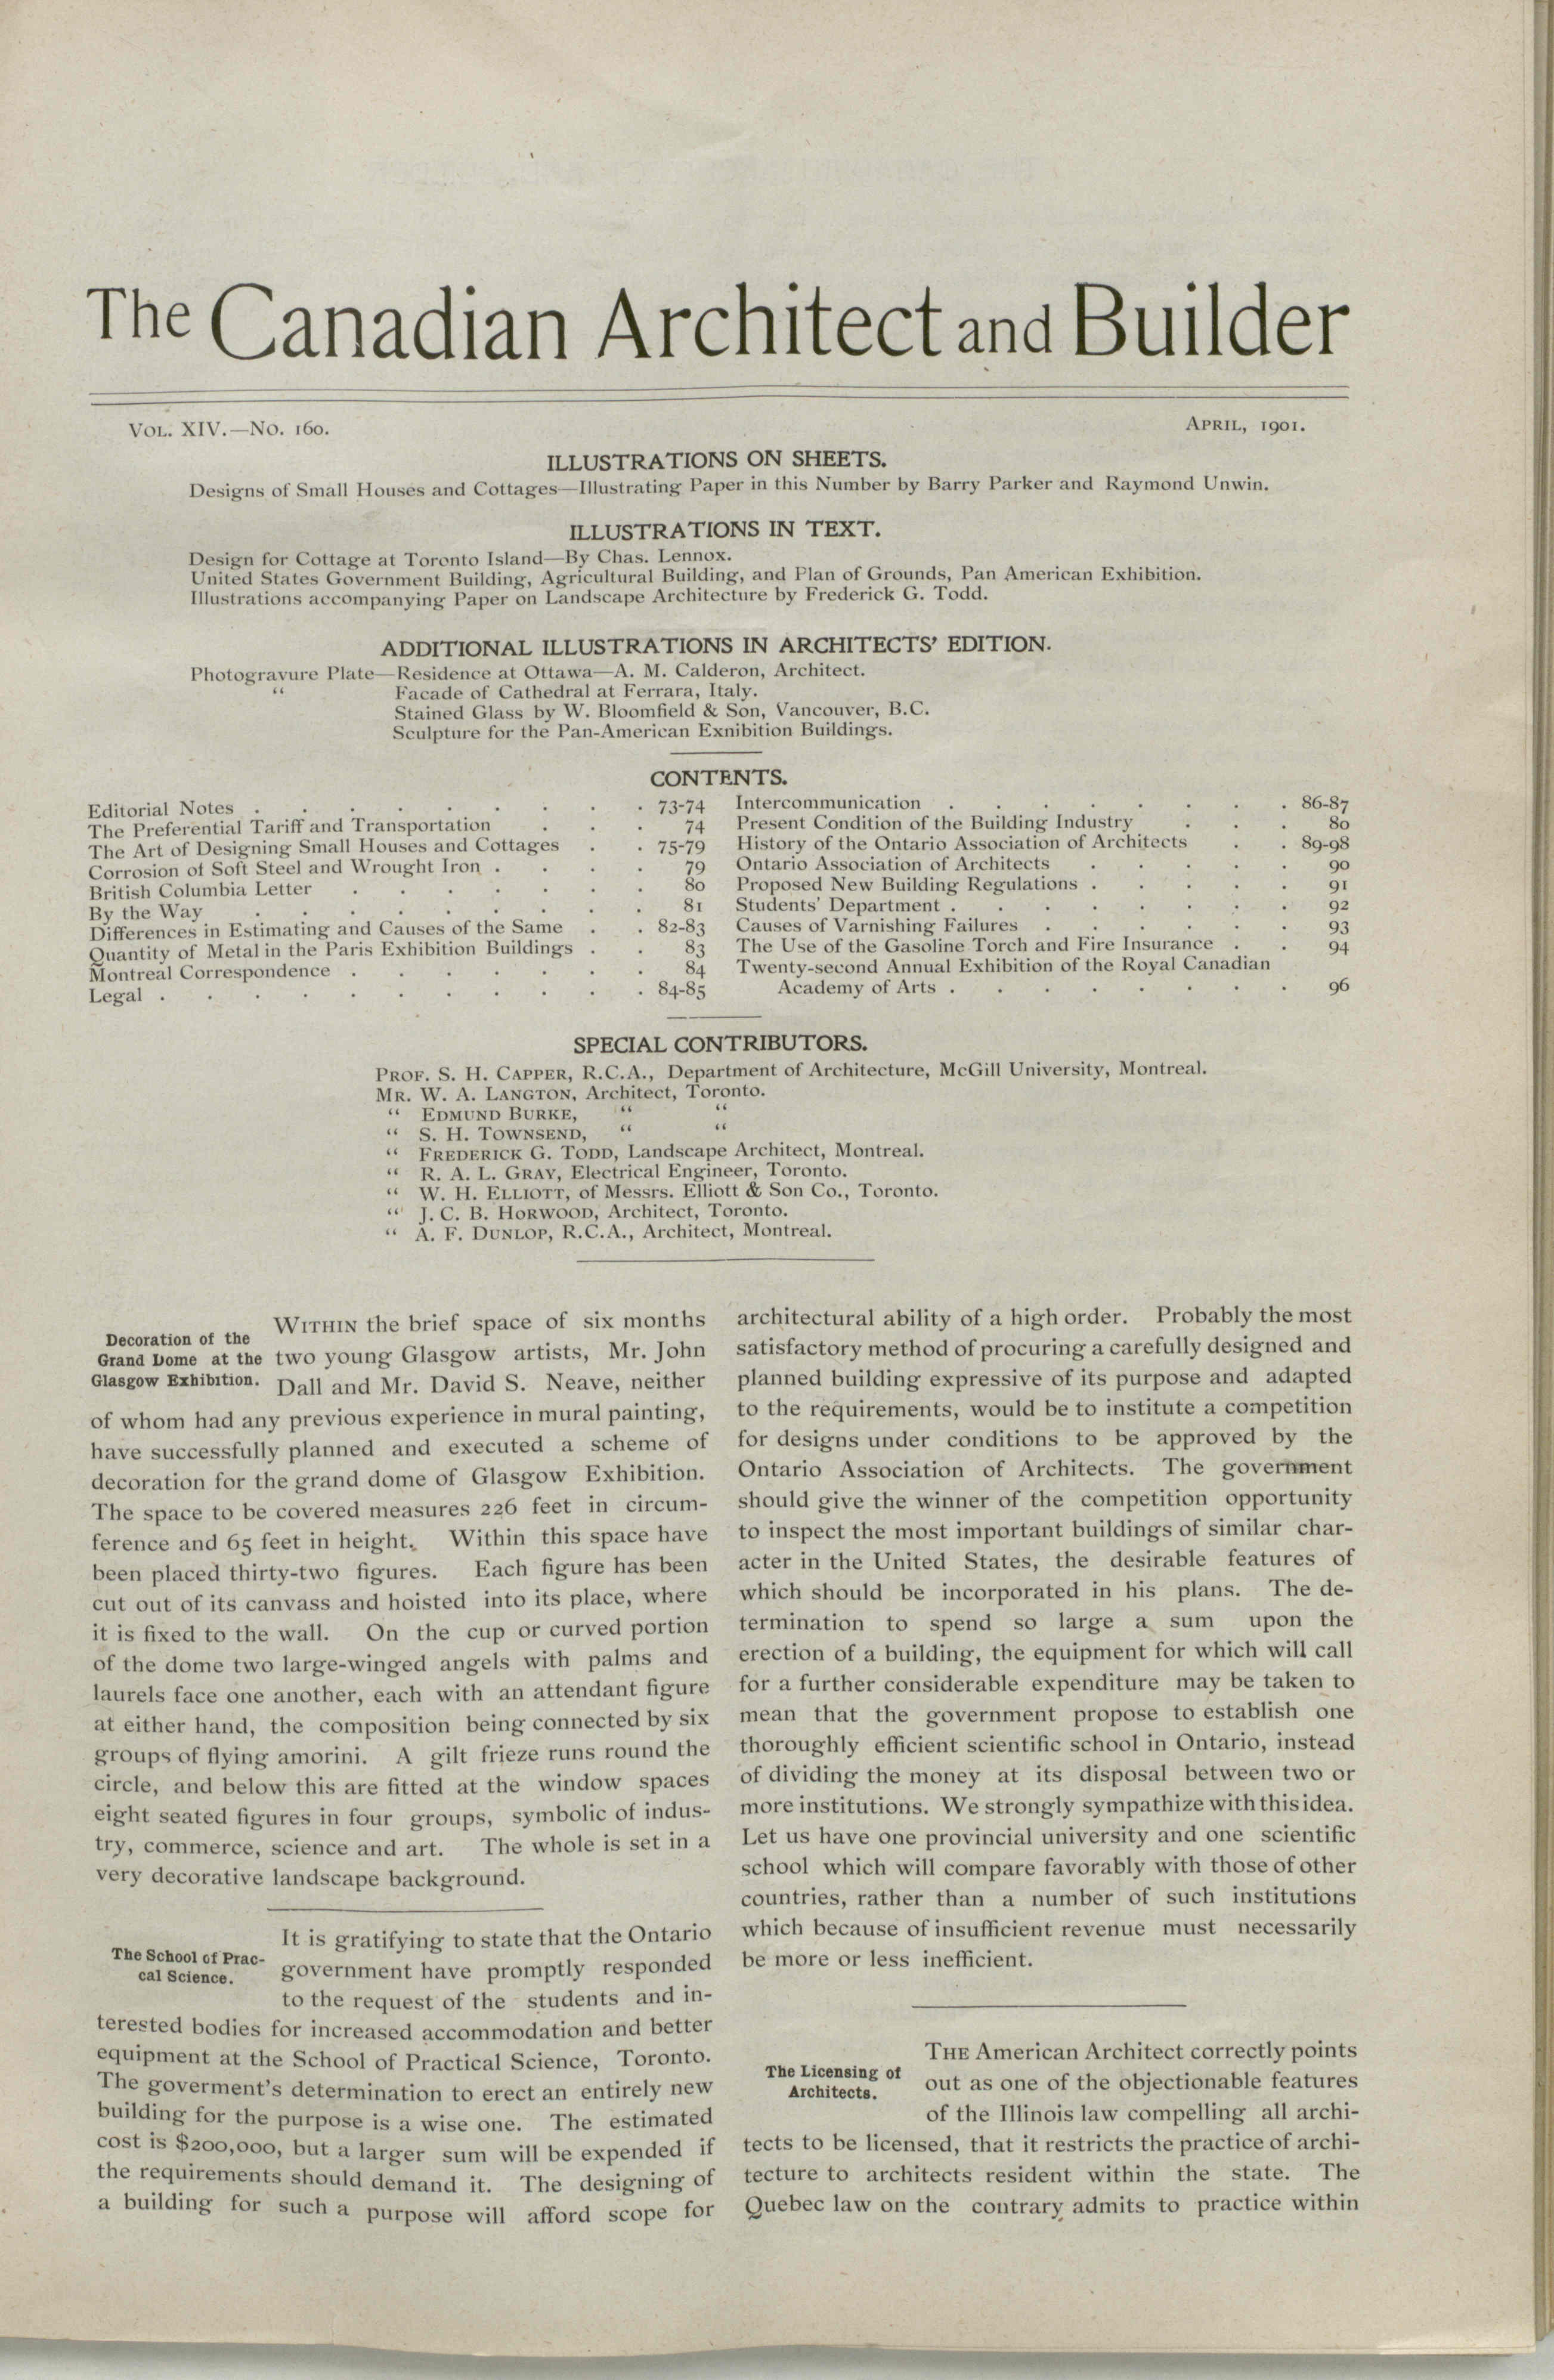 The Canadian Architect and Builder
VOL. XIV.—No. 160.
APRIL, 1901.
ILLUSTRATIONS ON SHEETS.
Designs of Small Houses and Cottages—Illustrating Paper in this Number by Barry Parker and Raymond Unwin.
ILLUSTRATIONS IN TEXT.
Design for Cottage at Toronto Island—By Chas. Lennox.
United States Government Building, Agricultural Building, and Plan of Grounds, Pan American Exhibition.
Illustrations accompanying Paper on Landscape Architecture by Frederick G. Todd.
ADDITIONAL ILLUSTRATIONS IN ARCHITECTS' EDITION.
Photogravure Plate—Residence at Ottawa—A. M. Calderon, Architect.
“ Facade of Cathedral at Ferrara, Italy.
Stained Glass by W. Bloomfield & Son, Vancouver, B.C.
Sculpture for the Pan-American Exnibition Buildings.
CONTENTS.
Editorial Notes . . . . . . . . . 73-74
The Preferential Tariff and Transportation . . . 74
The Art of Designing Small Houses and Cottages . . 75-79
Corrosion of Soft Steel and Wrought Iron . . . . 79
British Columbia Letter . . . . . . . 80
By the Way . . . . . . . . . 81
Differences in Estimating and Causes of the Same . . 82-83
Quantity of Metal in the Paris Exhibition Buildings . . 83
Montreal Correspondence . . . . . . . 84
Legal . . . . . . . . . . . 84-85
Intercommunication . . . . . . . . 86-87
Present Condition of the Building Industry . . . 80
History of the Ontario Association of Architects . . 89-98
Ontario Association of Architects . . . . . 90
Proposed New Building Regulations . . . . . 91
Students' Department . . . . . . . . 92
Causes of Varnishing Failures . . . . . . 93
The Use of the Gasoline Torch and Fire Insurance . . 94
Twenty-second Annual Exhibition of the Royal Canadian
Academy of Arts . . . . . . . . 96
SPECIAL CONTRIBUTORS.
PROF. S. H. CAPPER, R.C.A., Department of Architecture, McGill University, Montreal.
MR. W. A. LANGTON, Architect, Toronto.
“ EDMUND BURKE, “ “
“ S. H. TOWNSEND, “ “
“ FREDERICK G. TODD, Landscape Architect, Montreal.
“ R. A. L. GRAY, Electrical Engineer, Toronto.
“ W. H. ELLIOTT, of Messrs. Elliott & Son Co., Toronto.
“ J. C. B. HORWOOD, Architect, Toronto.
“ A. F. DUNLOP, R.C.A., Architect, Montreal.
Decoration of the
Grand Dome at the
Glasgow Exhibition.
WITHIN the brief space of six months
two young Glasgow artists, Mr. John
Dall and Mr. David S. Neave, neither
of whom had any previous experience in mural painting,
have successfully planned and executed a scheme of
decoration for the grand dome of Glasgow Exhibition.
The space to be covered measures 226 feet in circum-
ference and 65 feet in height. Within this space have
been placed thirty-two figures. Each figure has been
cut out of its canvass and hoisted into its place, where
it is fixed to the wall. On the cup or curved portion
of the dome two large-winged angels with palms and
laurels face one another, each with an attendant figure
at either hand, the composition being connected by six
groups of flying amorini. A gilt frieze runs round the
circle, and below this are fitted at the window spaces
eight seated figures in four groups, symbolic of indus-
try, commerce, science and art. The whole is set in a
very decorative landscape background.
The School of Prac-
cal Science.
It is gratifying to state that the Ontario
government have promptly responded
to the request of the students and in-
terested bodies for increased accommodation and better
equipment at the School of Practical Science, Toronto.
The goverment's determination to erect an entirely new
building for the purpose is a wise one. The estimated
cost is $200,000, but a larger sum will be expended if
the requirements should demand it. The designing of
a building for such a purpose will afford scope for
architectural ability of a high order. Probably the most
satisfactory method of procuring a carefully designed and
planned building expressive of its purpose and adapted
to the requirements, would be to institute a competition
for designs under conditions to be approved by the
Ontario Association of Architects. The government
should give the winner of the competition opportunity
to inspect the most important buildings of similar char-
acter in the United States, the desirable features of
which should be incorporated in his plans. The de-
termination to spend so large a sum upon the
erection of a building, the equipment for which will call
for a further considerable expenditure may be taken to
mean that the government propose to establish one
thoroughly efficient scientific school in Ontario, instead
of dividing the money at its disposal between two or
more institutions. We strongly sympathize with this idea.
Let us have one provincial university and one scientific
school which will compare favorably with those of other
countries, rather than a number of such institutions
which because of insufficient revenue must necessarily
be more or less inefficient.
The Licensing of
Architects.
THE American Architect correctly points
out as one of the objectionable features
of the Illinois law compelling all archi-
tects to be licensed, that it restricts the practice of archi-
tecture to architects resident within the state. The
Quebec law on the contrary admits to practice within